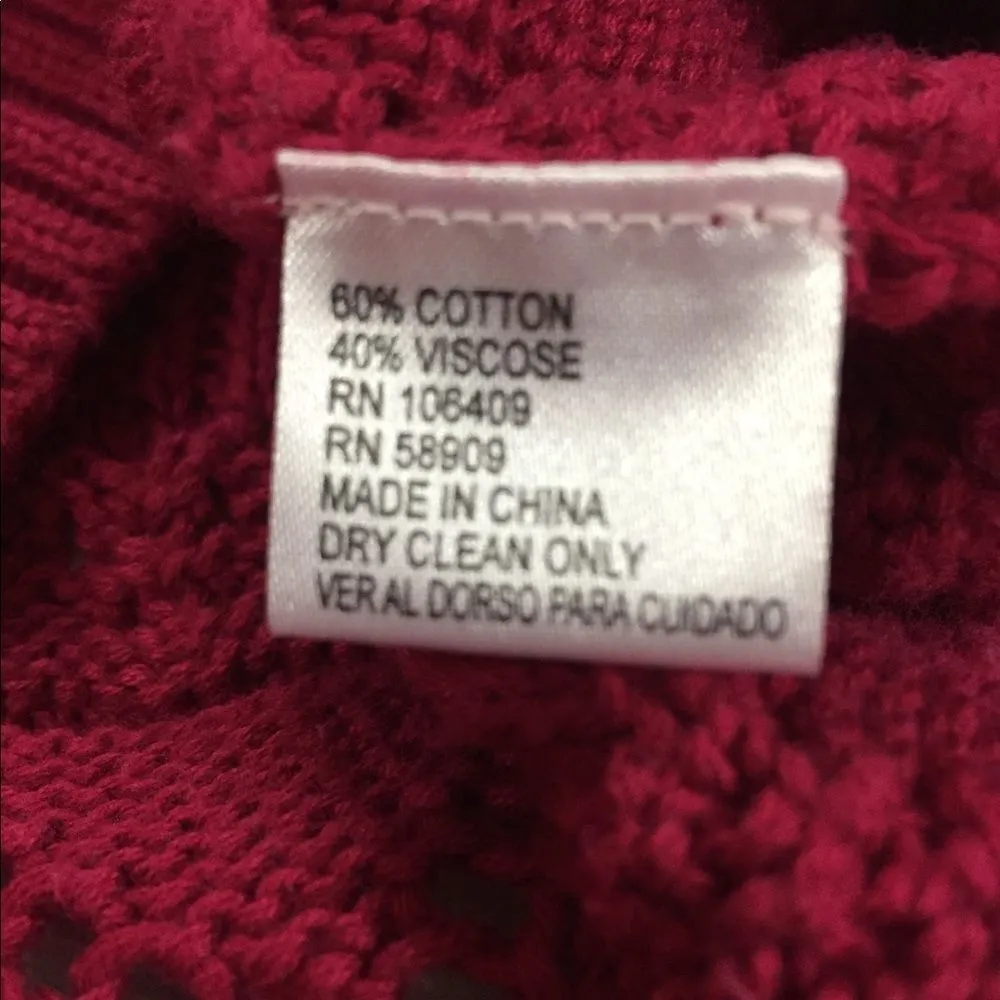 60% COTTON
40% VISCOSE
RN 106409
RN 58909
MADE IN CHINA
DRY CLEAN ONLY
VER AL DORSO PARA CUIDADO